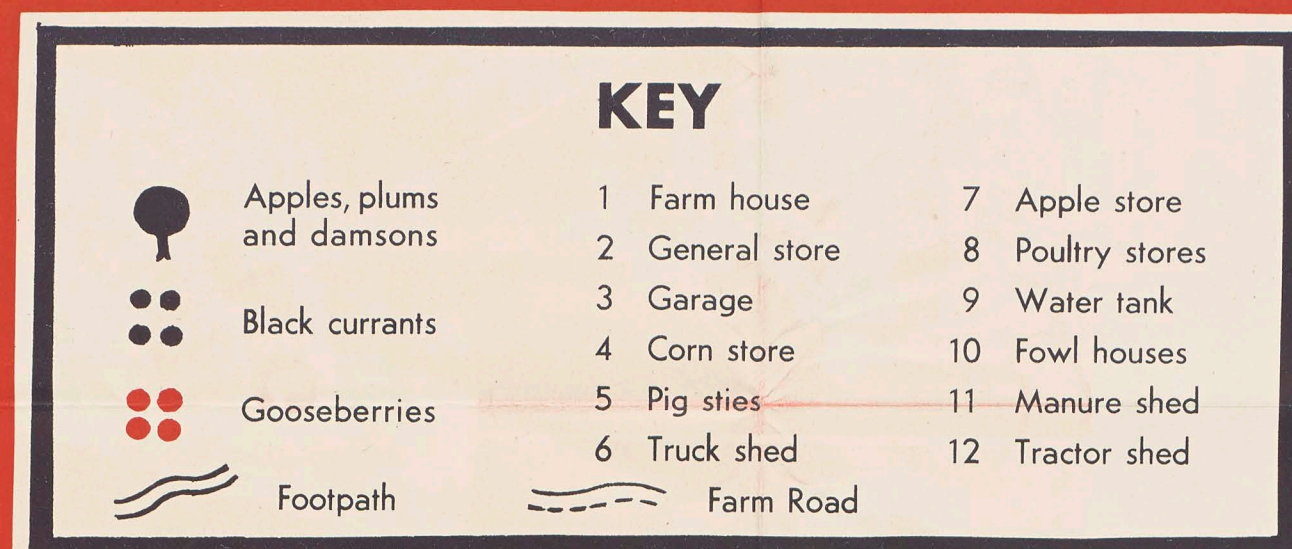 KEY
Apples, plums
and damsons
Black currants
Gooseberries
Footpath
1 Farm house
2 General store
3 Garage
4 Corn store
5 Pig sties
6 Truck shed
Farm Road
7 Apple store
8 Poultry stores
9 Water tank
10 Fowl houses
11 Manure shed
12 Tractor shed